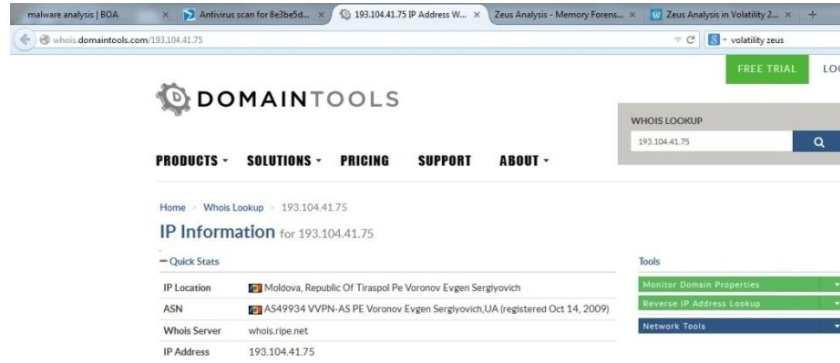 malware analysis | BOA
Antivirus scan for 8e3be5d...
193.104.41.75 IP Address W...
Zeus Analysis - Memory Forens...
Zeus Analysis in Volatility 2...
whois.domaintools.com/193.104.41.75
volatility zeus
FREE TRIAL
DOMAINTOOLS
WHOIS LOOKUP
193.104.41.75
PRODUCTS SOLUTIONS PRICING SUPPORT ABOUT
Home Whois Lookup 193.104.41.75
IP Information for 193.104.41.75
Quick Stats
IP Location Moldova, Republic Of Tiraspol Pe Voronov Evgen Sergiyovich
ASN AS49934 VVPN-AS PE Voronov Evgen Sergiyovich,UA (registered Oct 14, 2009)
Whois Server whois.ripe.net
IP Address 193.104.41.75
Tools
Monitor Domain Properties
Reverse IP Address Lookup
Network Tools